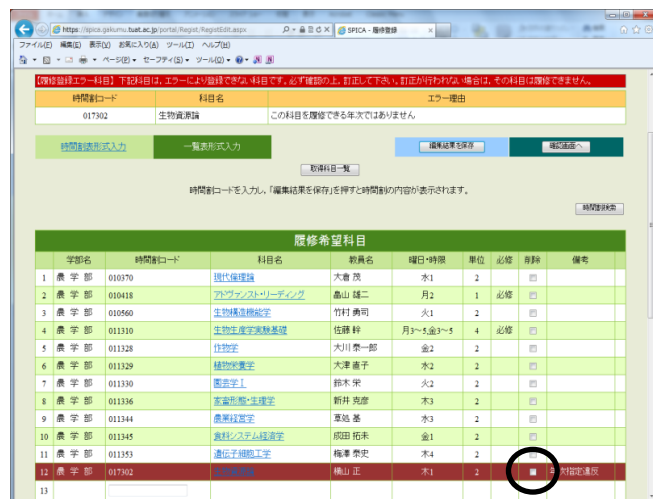 https://spica.gakumu.tuat.ac.jp/portal/Regist/RegistEdit.aspx
SPICA - 履修登録
ファイル(F) 編集(E) 表示(V) お気に入り(A) ツール(T) ヘルプ(H)
ページ(P) セーフティ(S) ツール(O)
【履修登録エラー科目】下記科目は、エラーにより登録できない科目です。必ず確認の上、訂正して下さい。訂正が行われない場合は、その科目は履修できません。
時間割コード 科目名 エラー理由
017302 生物資源論 この科目を履修できる年次ではありません
時間割表形式入力 一覧表形式入力 編集結果を保存 確認画面へ
取得科目一覧
時間割コードを入力し、「編集結果を保存」を押すと時間割の内容が表示されます。
時間割検索
履修希望科目
学部名 時間割コード 科目名 教員名 曜日・時限 単位 必修 削除 備考
1 農学部 010370 現代倫理論 大倉 茂 水1 2
2 農学部 010418 アドヴァンスト・リーディング 畠山 雄二 月2 1 必修
3 農学部 010560 生物構造機能学 竹村 勇司 火1 2
4 農学部 011310 生物生産学実験基礎 佐藤 幹 月3～5,金3～5 4 必修
5 農学部 011328 作物学 大川 泰一郎 金2 2
6 農学部 011329 植物栄養学 大津 直子 水2 2
7 農学部 011330 園芸学Ⅰ 鈴木 栄 火2 2
8 農学部 011336 家畜形態・生理学 新井 克彦 木3 2
9 農学部 011344 農業経営学 草処 基 水3 2
10 農学部 011345 食料システム経済学 成田 拓未 金1 2
11 農学部 011353 遺伝子細胞工学 梅澤 泰史 木4 2
12 農学部 017302 生物資源論 横山 正 木1 2 年次指定違反
13